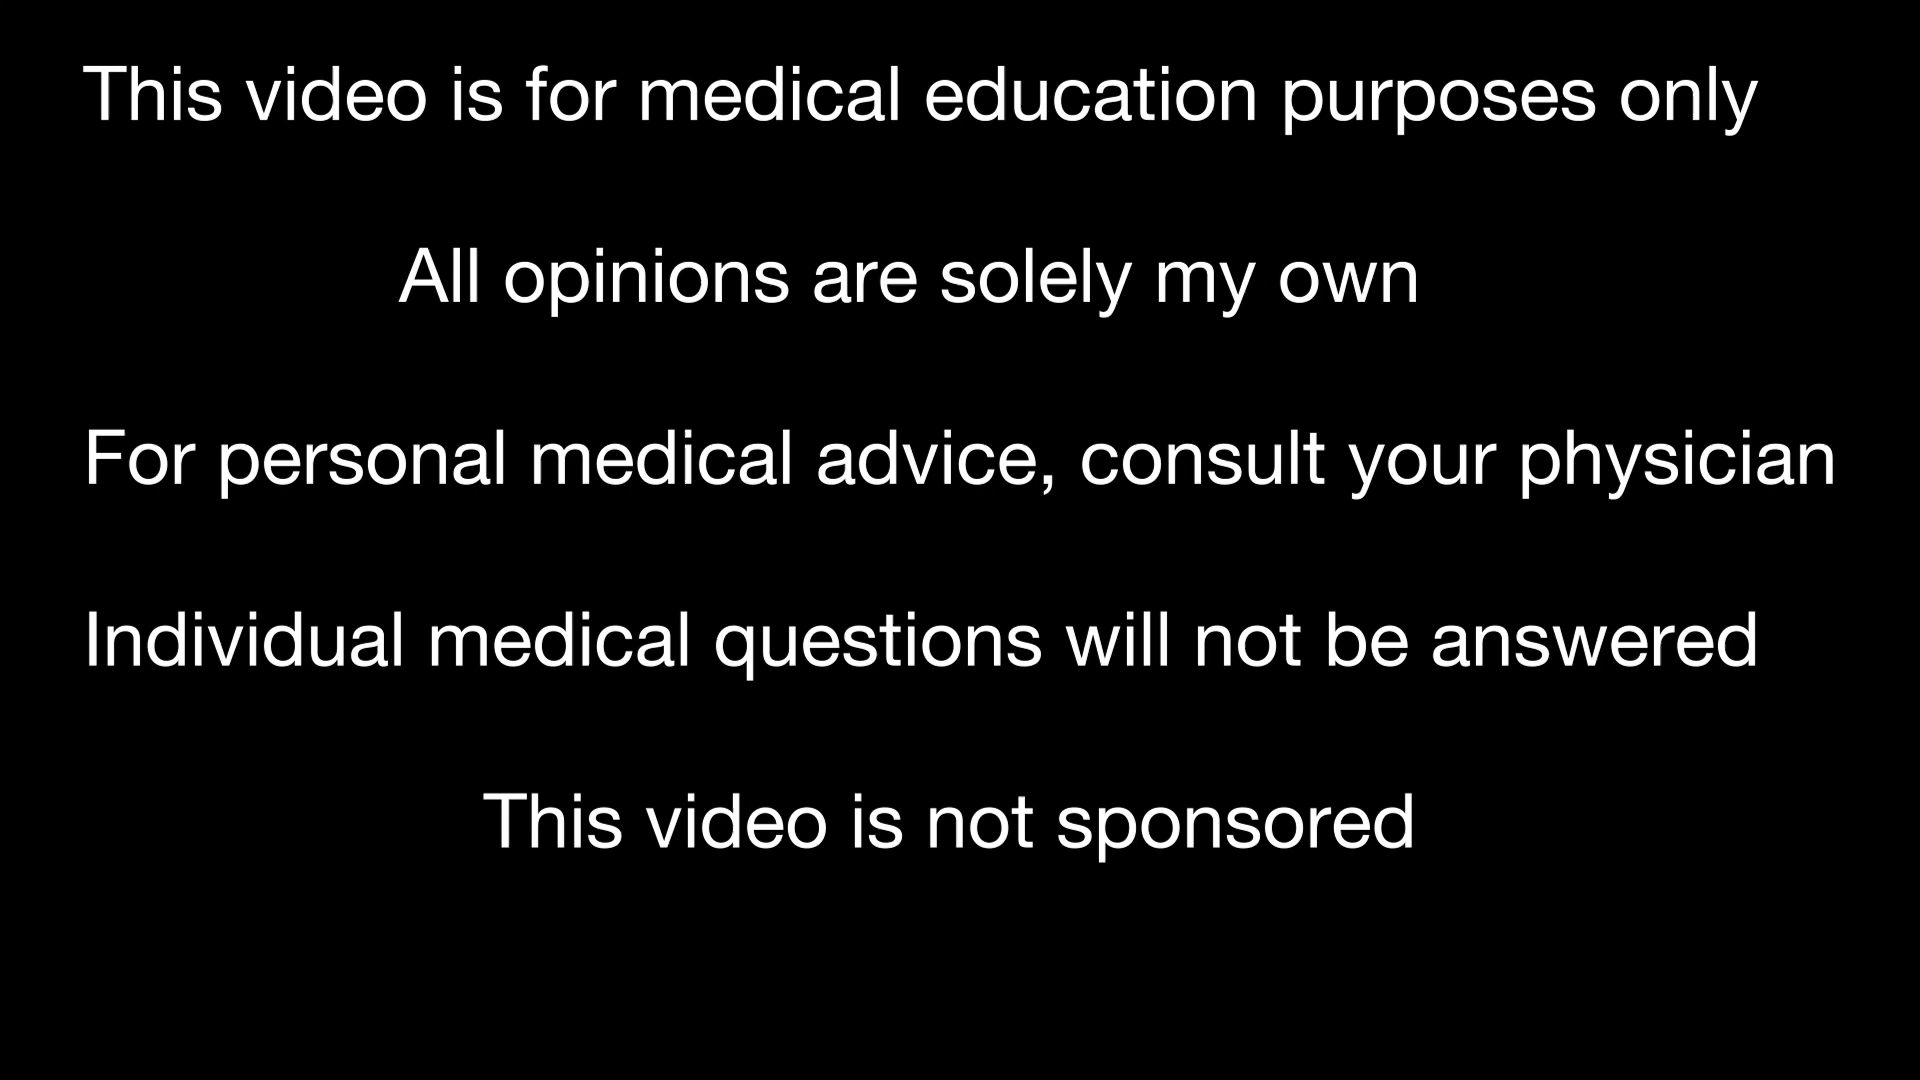 This video is for medical education purposes only
All opinions are solely my own
For personal medical advice, consult your physician
Individual medical questions will not be answered
This video is not sponsored